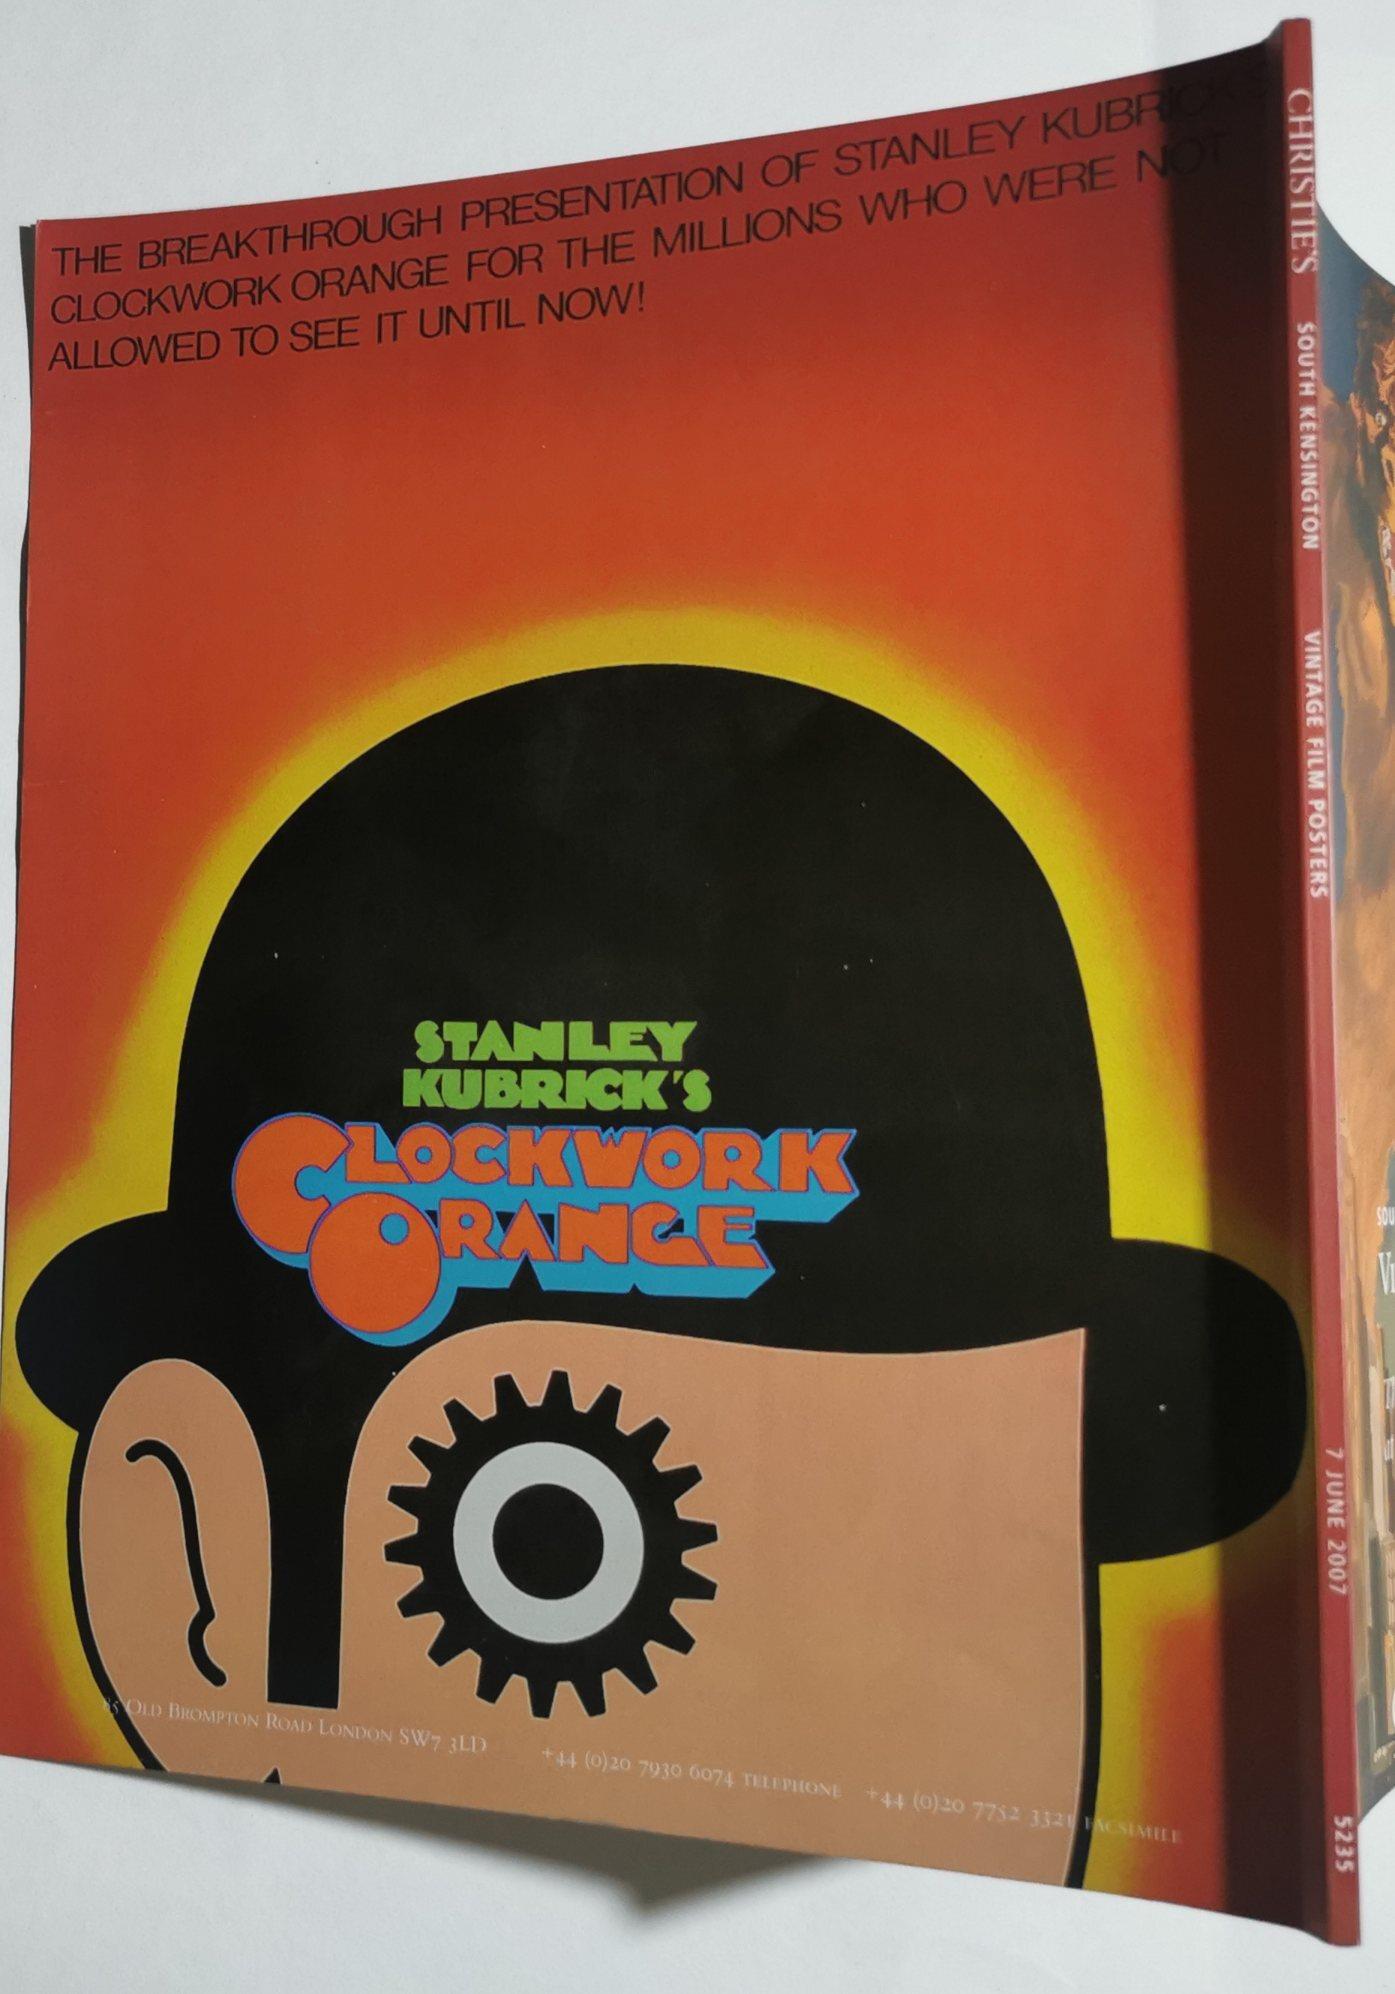 THE BREAKTHROUGH PRESENTATION OF STANLEY KUBRICK'S
CLOCKWORK ORANGE FOR THE MILLIONS WHO WERE NOT
ALLOWED TO SEE IT UNTIL NOW!
STANLEY
KUBRICK'S
CLOCKWORK
ORANGE
85 OLD BROMPTON ROAD LONDON SW7 3LD +44 (0)20 7930 6074 TELEPHONE +44 (0)20 7752 3321 FACSIMILE
CHRISTIE'S SOUTH KENSINGTON VINTAGE FILM POSTERS 7 JUNE 2007 5235